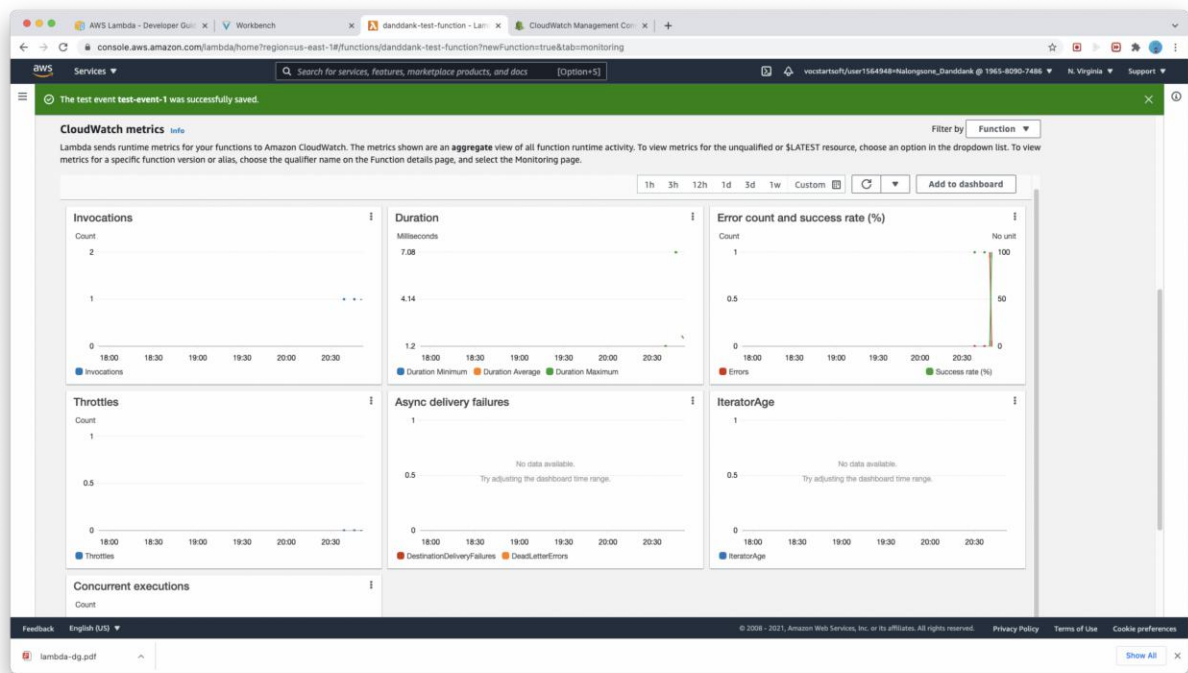 AWS Lambda - Developer Guid
Workbench
danddank-test-function - Lam
CloudWatch Management Con
console.aws.amazon.com/lambda/home?region=us-east-1#/functions/danddank-test-function?newFunction=true&tab=monitoring
aws
Services
Search for services, features, marketplace products, and docs [Option+S]
vocstartsoft/user1564948=Nalongsone_Danddank @ 1965-8090-7486
N. Virginia
Support
The test event test-event-1 was successfully saved.
CloudWatch metrics Info
Filter by Function
Lambda sends runtime metrics for your functions to Amazon CloudWatch. The metrics shown are an aggregate view of all function runtime activity. To view metrics for the unqualified or $LATEST resource, choose an option in the dropdown list. To view
metrics for a specific function version or alias, choose the qualifier name on the Function details page, and select the Monitoring page.
1h 3h 12h 1d 3d 1w Custom Add to dashboard
Invocations
Count
2
1
0
18:00 18:30 19:00 19:30 20:00 20:30
Invocations
Duration
Milliseconds
7.08
4.14
1.2
18:00 18:30 19:00 19:30 20:00 20:30
Duration Minimum Duration Average Duration Maximum
Error count and success rate (%)
Count No unit
1 100
0.5 50
0 0
18:00 18:30 19:00 19:30 20:00 20:30
Errors Success rate (%)
Throttles
Count
1
0.5
0
18:00 18:30 19:00 19:30 20:00 20:30
Throttles
Async delivery failures
1
No data available.
0.5
Try adjusting the dashboard time range.
0
18:00 18:30 19:00 19:30 20:00 20:30
DestinationDeliveryFailures DeadLetterErrors
IteratorAge
1
No data available.
0.5
Try adjusting the dashboard time range.
0
18:00 18:30 19:00 19:30 20:00 20:30
IteratorAge
Concurrent executions
Count
Feedback English (US)
© 2008 - 2021, Amazon Web Services, Inc. or its affiliates. All rights reserved. Privacy Policy Terms of Use Cookie preferences
lambda-dg.pdf
Show All